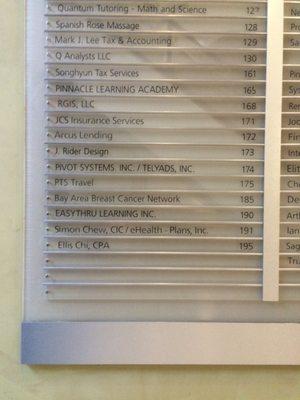 Quantum Tutoring - Math and Science 127
Spanish Rose Massage 128
Mark J. Lee Tax & Accounting 129
Q Analysts LLC 130
Songhyun Tax Services 161
PINNACLE LEARNING ACADEMY 165
RGIS, LLC 168
JCS Insurance Services 171
Arcus Lending 172
J. Rider Design 173
PiVOT SYSTEMS INC. / TELYADS, INC. 174
PTS Travel 175
Bay Area Breast Cancer Network 185
EASYTHRU LEARNING INC. 190
Simon Chew, CIC / eHealth - Plans, Inc. 191
Ellis Chi, CPA 195